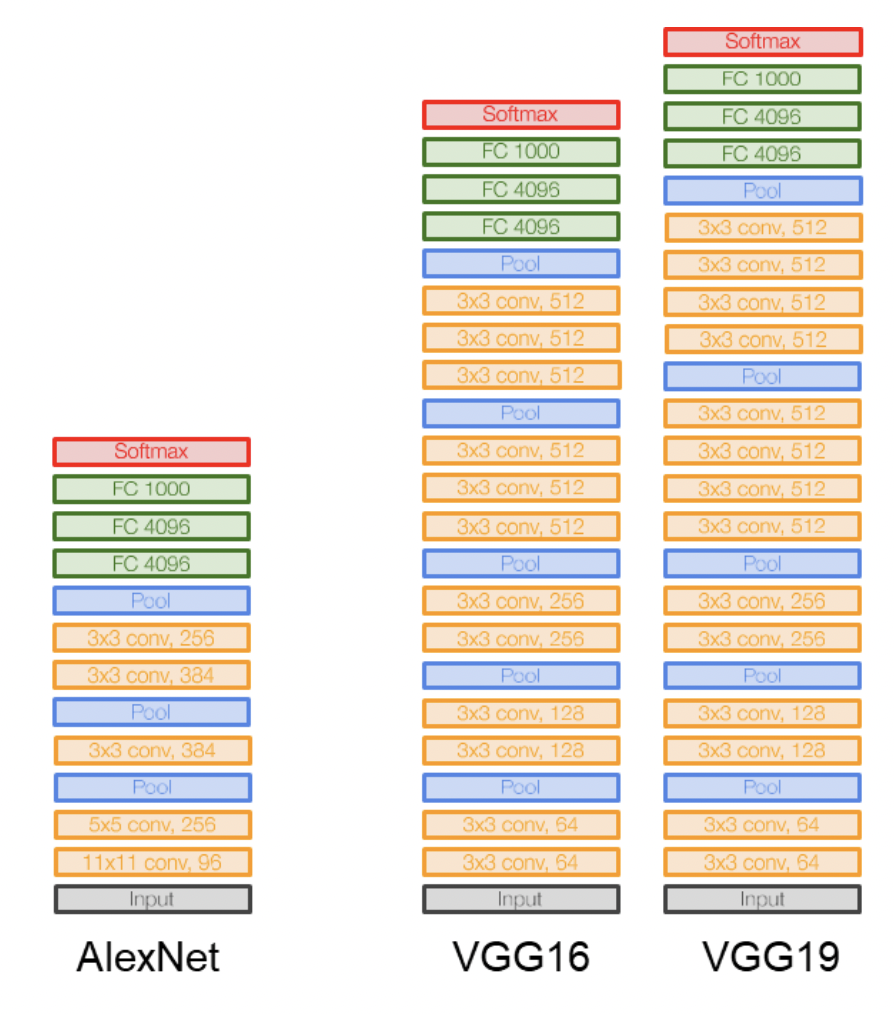 Softmax
FC 1000
FC 4096
FC 4096
Pool
3x3 conv, 256
3x3 conv, 384
Pool
3x3 conv, 384
Pool
5x5 conv, 256
11x11 conv, 96
Input
AlexNet
Softmax
FC 1000
FC 4096
FC 4096
Pool
3x3 conv, 512
3x3 conv, 512
3x3 conv, 512
Pool
3x3 conv, 512
3x3 conv, 512
3x3 conv, 512
Pool
3x3 conv, 256
3x3 conv, 256
Pool
3x3 conv, 128
3x3 conv, 128
Pool
3x3 conv, 64
3x3 conv, 64
Input
VGG16
Softmax
FC 1000
FC 4096
FC 4096
Pool
3x3 conv, 512
3x3 conv, 512
3x3 conv, 512
3x3 conv, 512
Pool
3x3 conv, 512
3x3 conv, 512
3x3 conv, 512
3x3 conv, 512
Pool
3x3 conv, 256
3x3 conv, 256
Pool
3x3 conv, 128
3x3 conv, 128
Pool
3x3 conv, 64
3x3 conv, 64
Input
VGG19